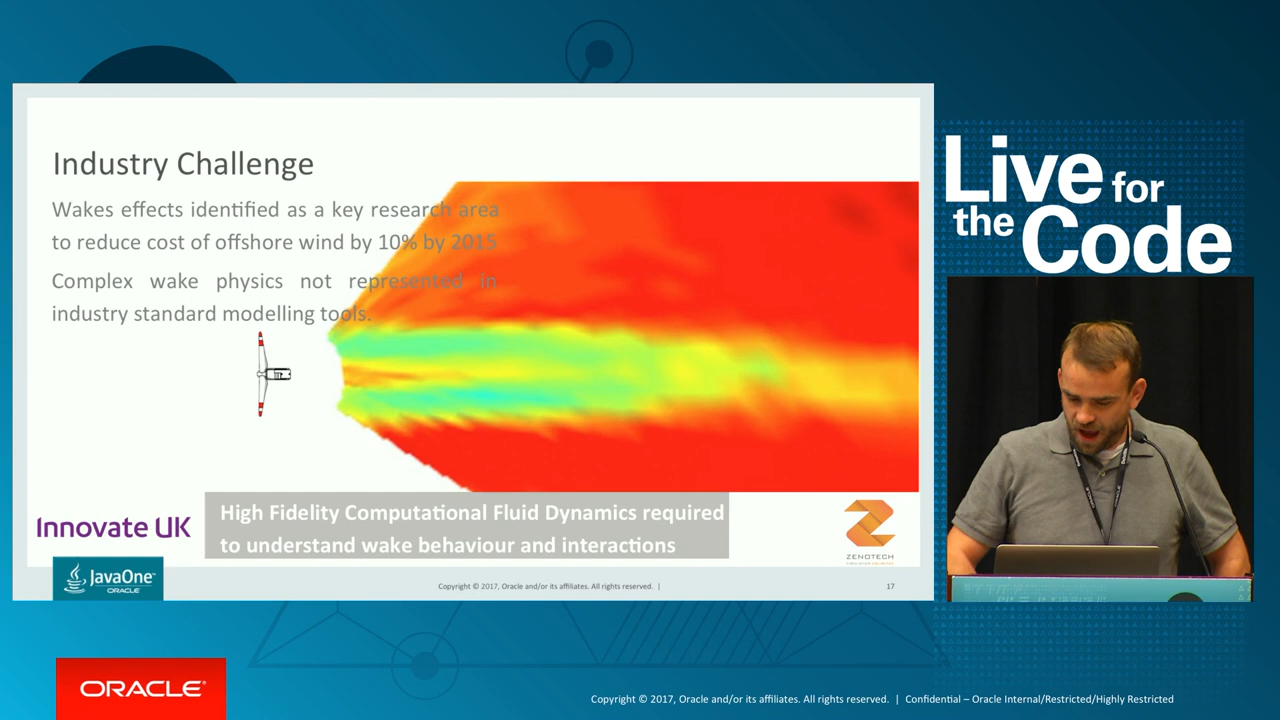 Industry Challenge
Wakes effects identified as a key research area
to reduce cost of offshore wind by 10% by 2015
Complex wake physics not represented in
industry standard modelling tools.
High Fidelity Computational Fluid Dynamics required
to understand wake behaviour and interactions
Innovate UK
ZENOTECH
JavaOne™
ORACLE
Copyright © 2017, Oracle and/or its affiliates. All rights reserved. |
17
Live for
the Code
ORACLE®
Copyright © 2017, Oracle and/or its affiliates. All rights reserved. | Confidential – Oracle Internal/Restricted/Highly Restricted